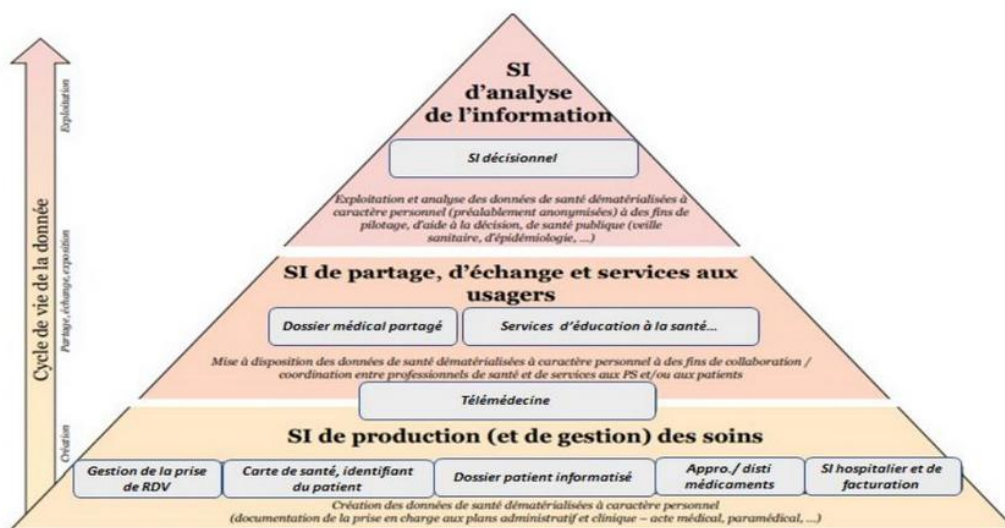 SI
d'analyse
de l'information
SI décisionnel
Exploitation et analyse des données de santé dématérialisées à
caractère personnel (préalablement anonymisées) à des fins de
pilotage, d'aide à la décision, de santé publique (veille
sanitaire, d'épidémiologie, ...)
SI de partage, d'échange et services aux
usagers
Dossier médical partagé
Services d'éducation à la santé...
Mise à disposition des données de santé dématérialisées à caractère personnel à des fins de collaboration /
coordination entre professionnels de santé et de services aux PS et/ou aux patients
Télémédecine
SI de production (et de gestion) des soins
Gestion de la prise
de RDV
Carte de santé, identifiant
du patient
Dossier patient informatisé
Appro./ disti
médicaments
SI hospitalier et de
facturation
Création des données de santé dématérialisées à caractère personnel
(documentation de la prise en charge aux plans administratif et clinique – acte médical, paramédical, ...)
Cycle de vie de la donnée
Exploitation
Partage, échange, exposition
Création